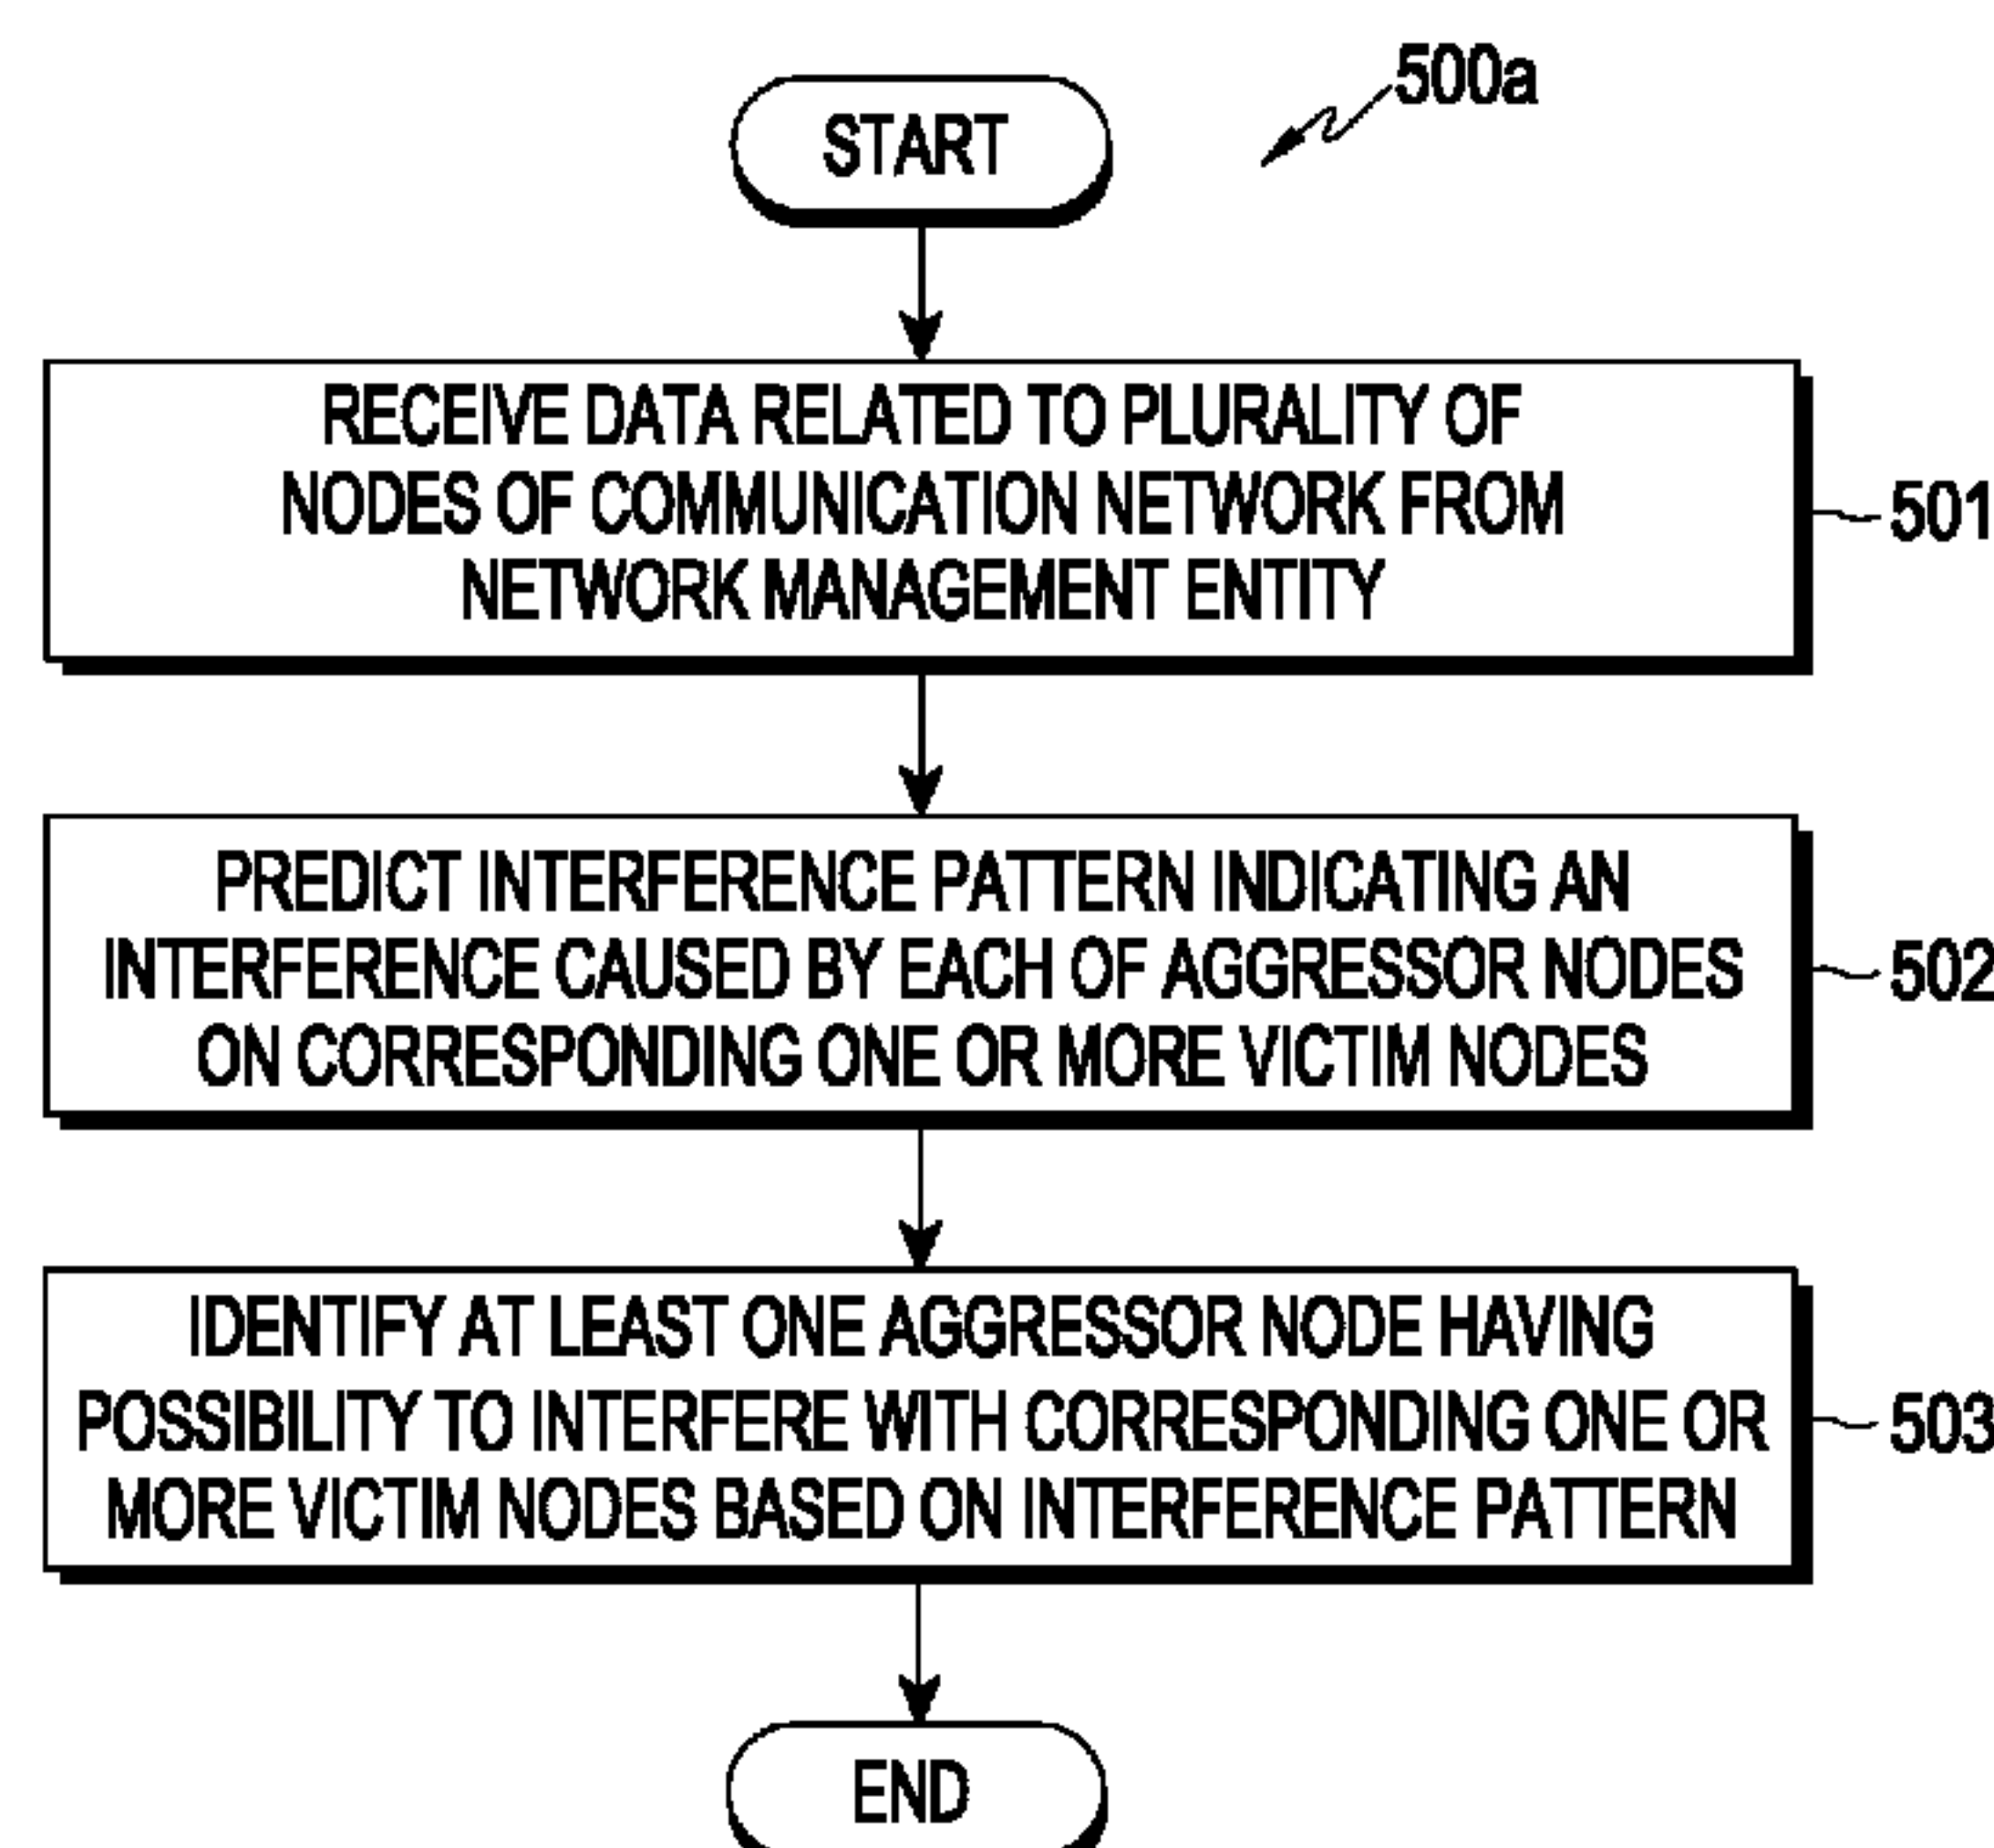 500a
START
RECEIVE DATA RELATED TO PLURALITY OF
NODES OF COMMUNICATION NETWORK FROM
NETWORK MANAGEMENT ENTITY
501
PREDICT INTERFERENCE PATTERN INDICATING AN
INTERFERENCE CAUSED BY EACH OF AGGRESSOR NODES
ON CORRESPONDING ONE OR MORE VICTIM NODES
502
IDENTIFY AT LEAST ONE AGGRESSOR NODE HAVING
POSSIBILITY TO INTERFERE WITH CORRESPONDING ONE OR
MORE VICTIM NODES BASED ON INTERFERENCE PATTERN
503
END